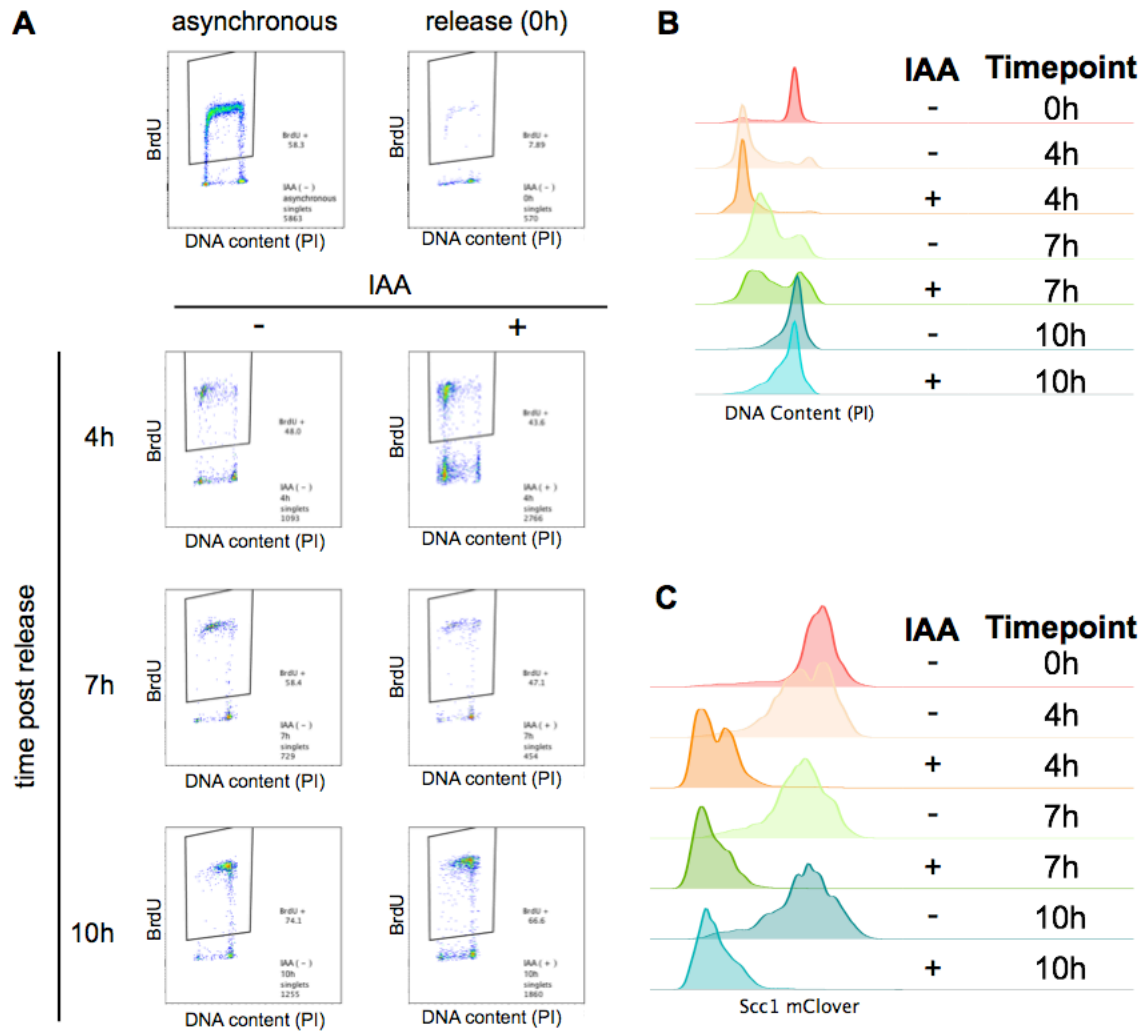 A
asynchronous
release (0h)
BrdU
BrdU +
58.3
IAA ( - )
asynchronous
singlets
5863
DNA content (PI)
BrdU
BrdU +
7.89
IAA ( - )
0h
singlets
570
DNA content (PI)
IAA
-
+
time post release
4h
BrdU
BrdU +
48.0
IAA ( - )
4h
singlets
1093
DNA content (PI)
BrdU
BrdU +
43.6
IAA ( + )
4h
singlets
2766
DNA content (PI)
7h
BrdU
BrdU +
58.4
IAA ( - )
7h
singlets
729
DNA content (PI)
BrdU
BrdU +
47.1
IAA ( + )
7h
singlets
454
DNA content (PI)
10h
BrdU
BrdU +
74.1
IAA ( - )
10h
singlets
1255
DNA content (PI)
BrdU
BrdU +
66.6
IAA ( + )
10h
singlets
1860
DNA content (PI)
B
IAA Timepoint
- 0h
- 4h
+ 4h
- 7h
+ 7h
- 10h
+ 10h
DNA Content (PI)
C
IAA Timepoint
- 0h
- 4h
+ 4h
- 7h
+ 7h
- 10h
+ 10h
Scc1 mClover